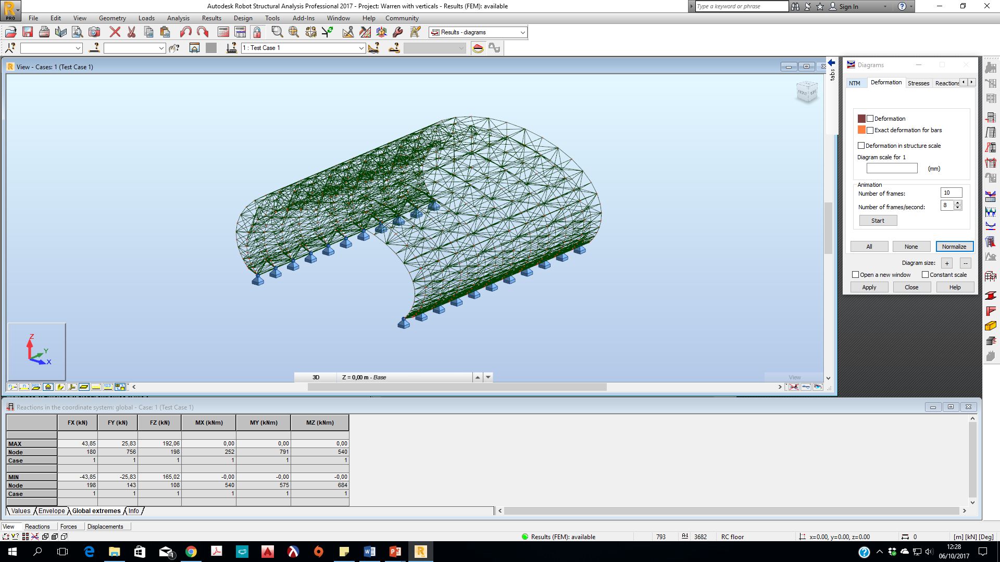 Autodesk Robot Structural Analysis Professional 2017 - Project: Warren with verticals - Results (FEM): available
Type a keyword or phrase
Sign In
PRO
File Edit View Geometry Loads Analysis Results Design Tools Add-Ins Window Help Community
Results - diagrams
1 : Test Case 1
View - Cases: 1 (Test Case 1)
tabs
FRONT
Z
Y
X
3D
Z = 0,00 m - Base
View
Diagrams
NTM Deformation Stresses Reactions
Deformation
Exact deformation for bars
Deformation in structure scale
Diagram scale for 1
(mm)
Animation
Number of frames: 10
Number of frames/second: 8
Start
All None Normalize
Diagram size: + --
Open a new window Constant scale
Apply Close Help
Reactions in the coordinate system: global - Case: 1 (Test Case 1)
FX (kN) FY (kN) FZ (kN) MX (kNm) MY (kNm) MZ (kNm)
MAX 43,85 25,83 192,06 0,00 0,00 0,00
Node 180 756 198 252 791 540
Case 1 1 1 1 1 1
MIN -43,85 -25,83 165,02 -0,00 -0,00 -0,00
Node 198 143 108 540 575 684
Case 1 1 1 1 1 1
Values Envelope Global extremes Info
View Reactions Forces Displacements
Results (FEM): available
793
3682
RC floor
x=0.00, y=0.00, z=0.00
0
[m] [kN] [Deg]
12:28
06/10/2017